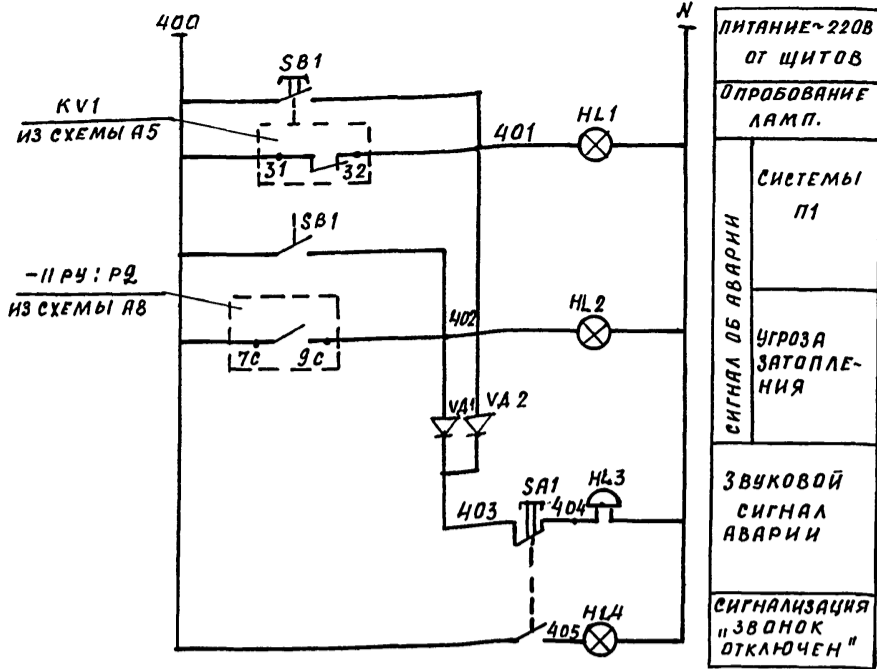 400
N
SB1
KV1
ИЗ СХЕМЫ А5
31
32
401
HL1
SB1
-11 РУ: Р2
ИЗ СХЕМЫ А8
7С
9С
402
HL2
VД1
VД2
403
SA1
404
HL3
405
HL4
ПИТАНИЕ ~ 220В
ОТ ЩИТОВ
ОПРОБОВАНИЕ
ЛАМП.
СИГНАЛ ОБ АВАРИИ
СИСТЕМЫ
П1
УГРОЗА
ЗАТОПЛЕ-
НИЯ
ЗВУКОВОЙ
СИГНАЛ
АВАРИИ
СИГНАЛИЗАЦИЯ
"ЗВОНОК
ОТКЛЮЧЕН"